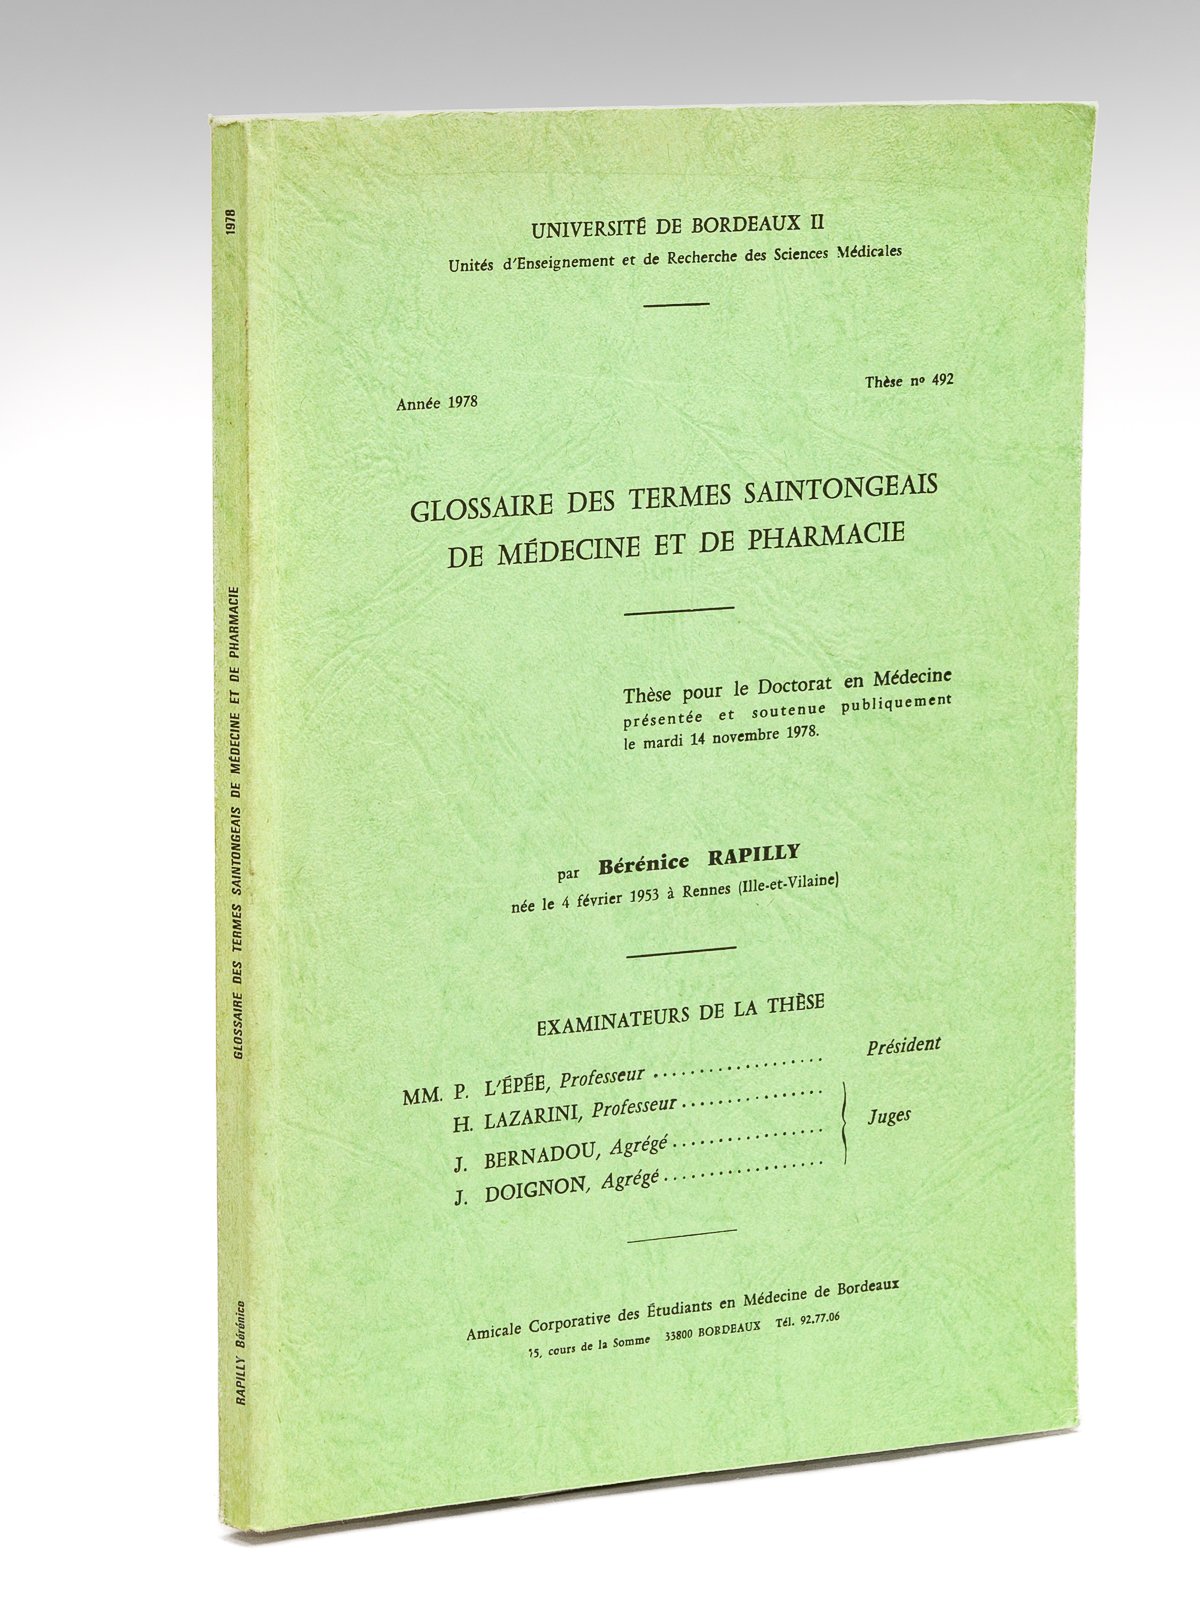 UNIVERSITÉ DE BORDEAUX II
Unités d'Enseignement et de Recherche des Sciences Médicales
Année 1978
Thèse nº 492
GLOSSAIRE DES TERMES SAINTONGEAIS
DE MÉDECINE ET DE PHARMACIE
Thèse pour le Doctorat en Médecine
présentée et soutenue publiquement
le mardi 14 novembre 1978.
par Bérénice RAPILLY
née le 4 février 1953 à Rennes (Ille-et-Vilaine)
EXAMINATEURS DE LA THÈSE
MM. P. L'ÉPÉE, Professeur .................... Président
H. LAZARINI, Professeur ................
J. BERNADOU, Agrégé ................. } Juges
J. DOIGNON, Agrégé ..................
Amicale Corporative des Étudiants en Médecine de Bordeaux
15, cours de la Somme 33800 BORDEAUX Tél. 92.77.06
RAPILLY Bérénice GLOSSAIRE DES TERMES SAINTONGEAIS DE MÉDECINE ET DE PHARMACIE 1978